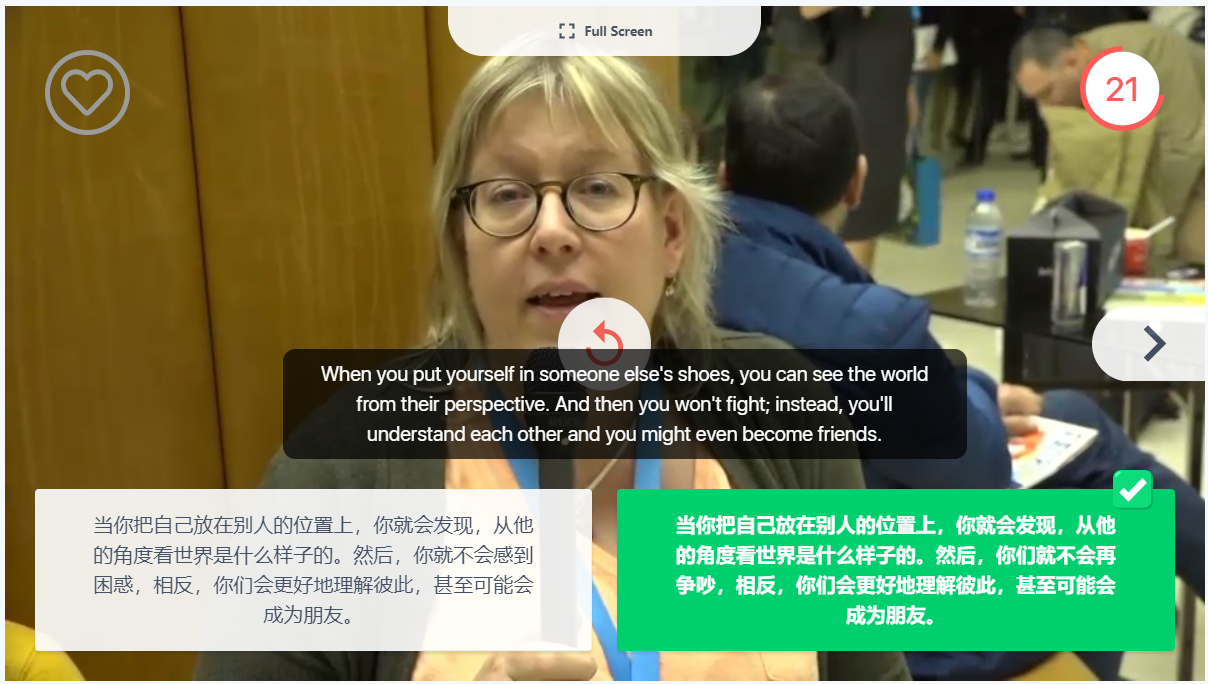 Full Screen
21
When you put yourself in someone else's shoes, you can see the world
from their perspective. And then you won't fight; instead, you'll
understand each other and you might even become friends.
当你把自己放在别人的位置上，你就会发现，从他
的角度看世界是什么样子的。然后，你就不会感到
困惑，相反，你们会更好地理解彼此，甚至可能会
成为朋友。
当你把自己放在别人的位置上，你就会发现，从他
的角度看世界是什么样子的。然后，你们就不会再
争吵，相反，你们会更好地理解彼此，甚至可能会
成为朋友。